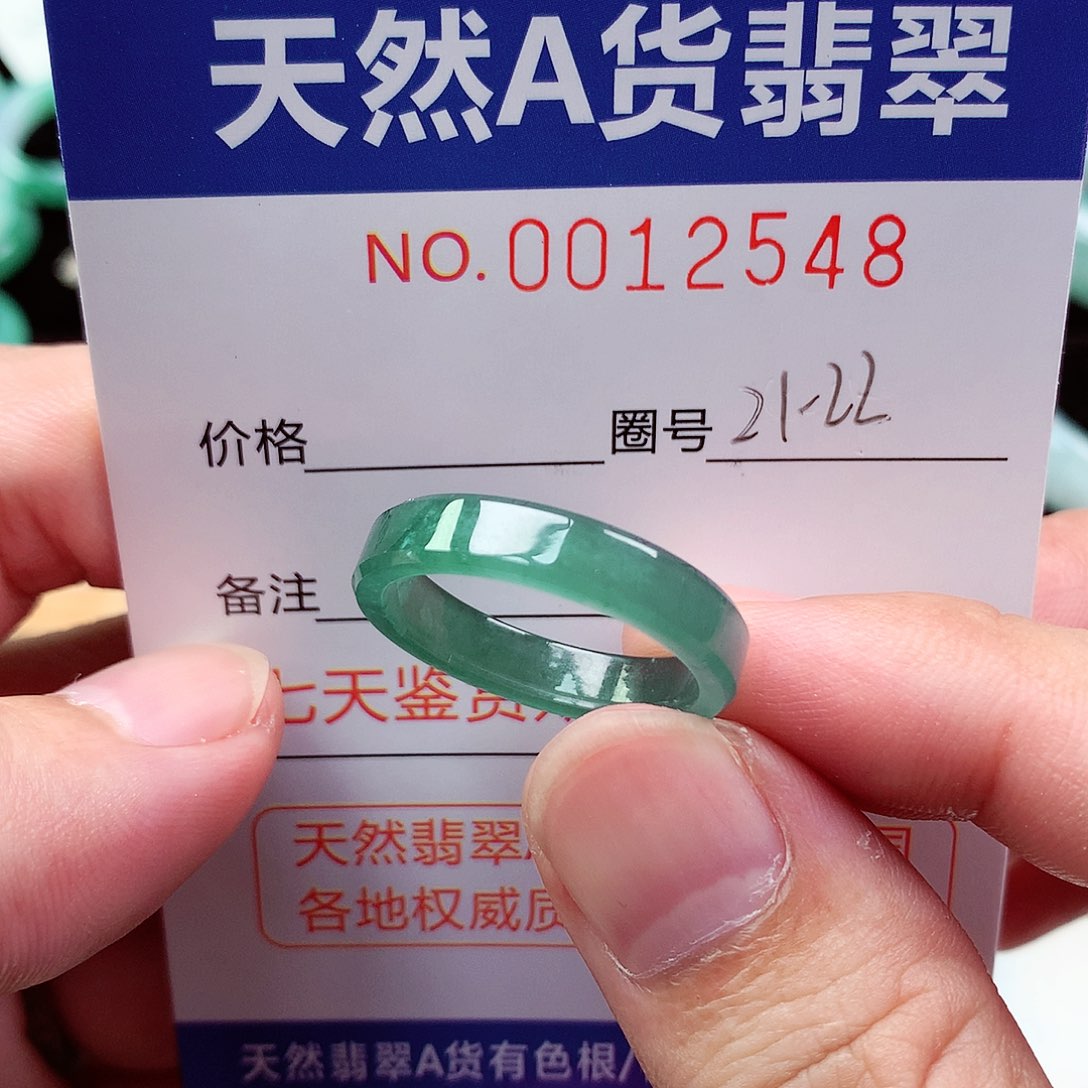 天然A货翡翠
NO.0012548
价格 圈号 21-22
备注
七天鉴赏
天然翡翠
各地权威质
天然翡翠A货有色根/